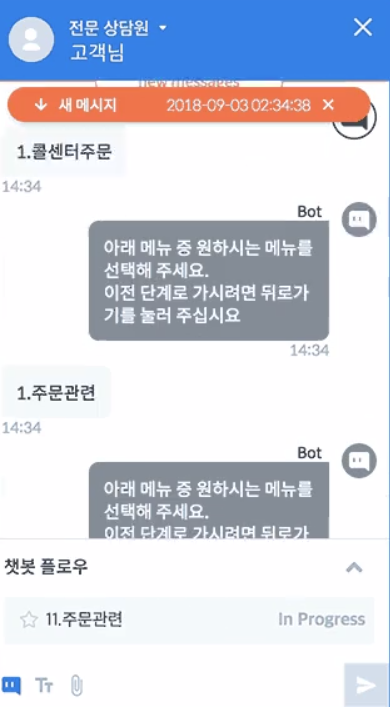 전문 상담원
고객님
new messages
새 메시지 2018-09-03 02:34:38
1.콜센터주문
14:34
Bot
아래 메뉴 중 원하시는 메뉴를
선택해 주세요.
이전 단계로 가시려면 뒤로가
기를 눌러 주십시요
14:34
1.주문관련
14:34
Bot
아래 메뉴 중 원하시는 메뉴를
선택해 주세요.
이전 단계로 가시려면 뒤로가
챗봇 플로우
11.주문관련 In Progress